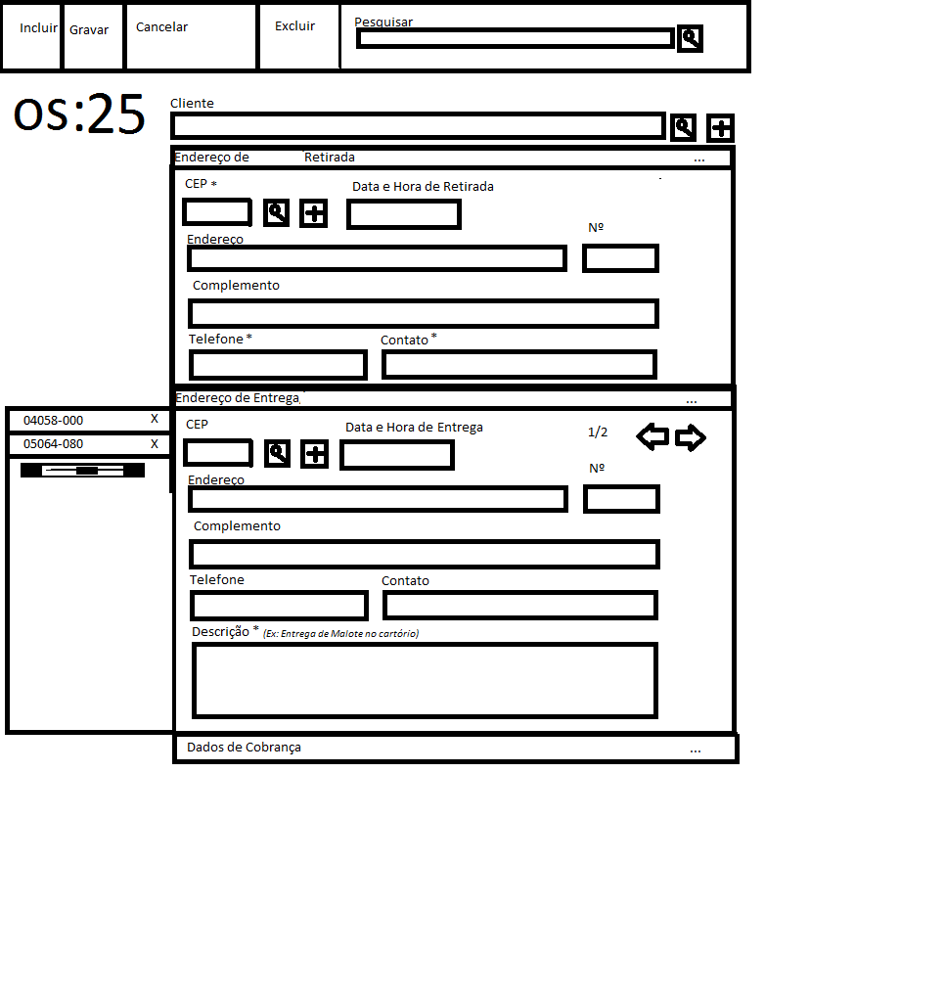 Incluir
Gravar
Cancelar
Excluir
Pesquisar
os:25
Cliente
Endereço de Retirada ...
CEP *
Data e Hora de Retirada
Nº
Endereço
Complemento
Telefone *
Contato *
Endereço de Entrega
...
04058-000 X
05064-080 X
CEP
Data e Hora de Entrega
1/2
Nº
Endereço
Complemento
Telefone
Contato
Descrição * (Ex: Entrega de Malote no cartório)
Dados de Cobrança ...